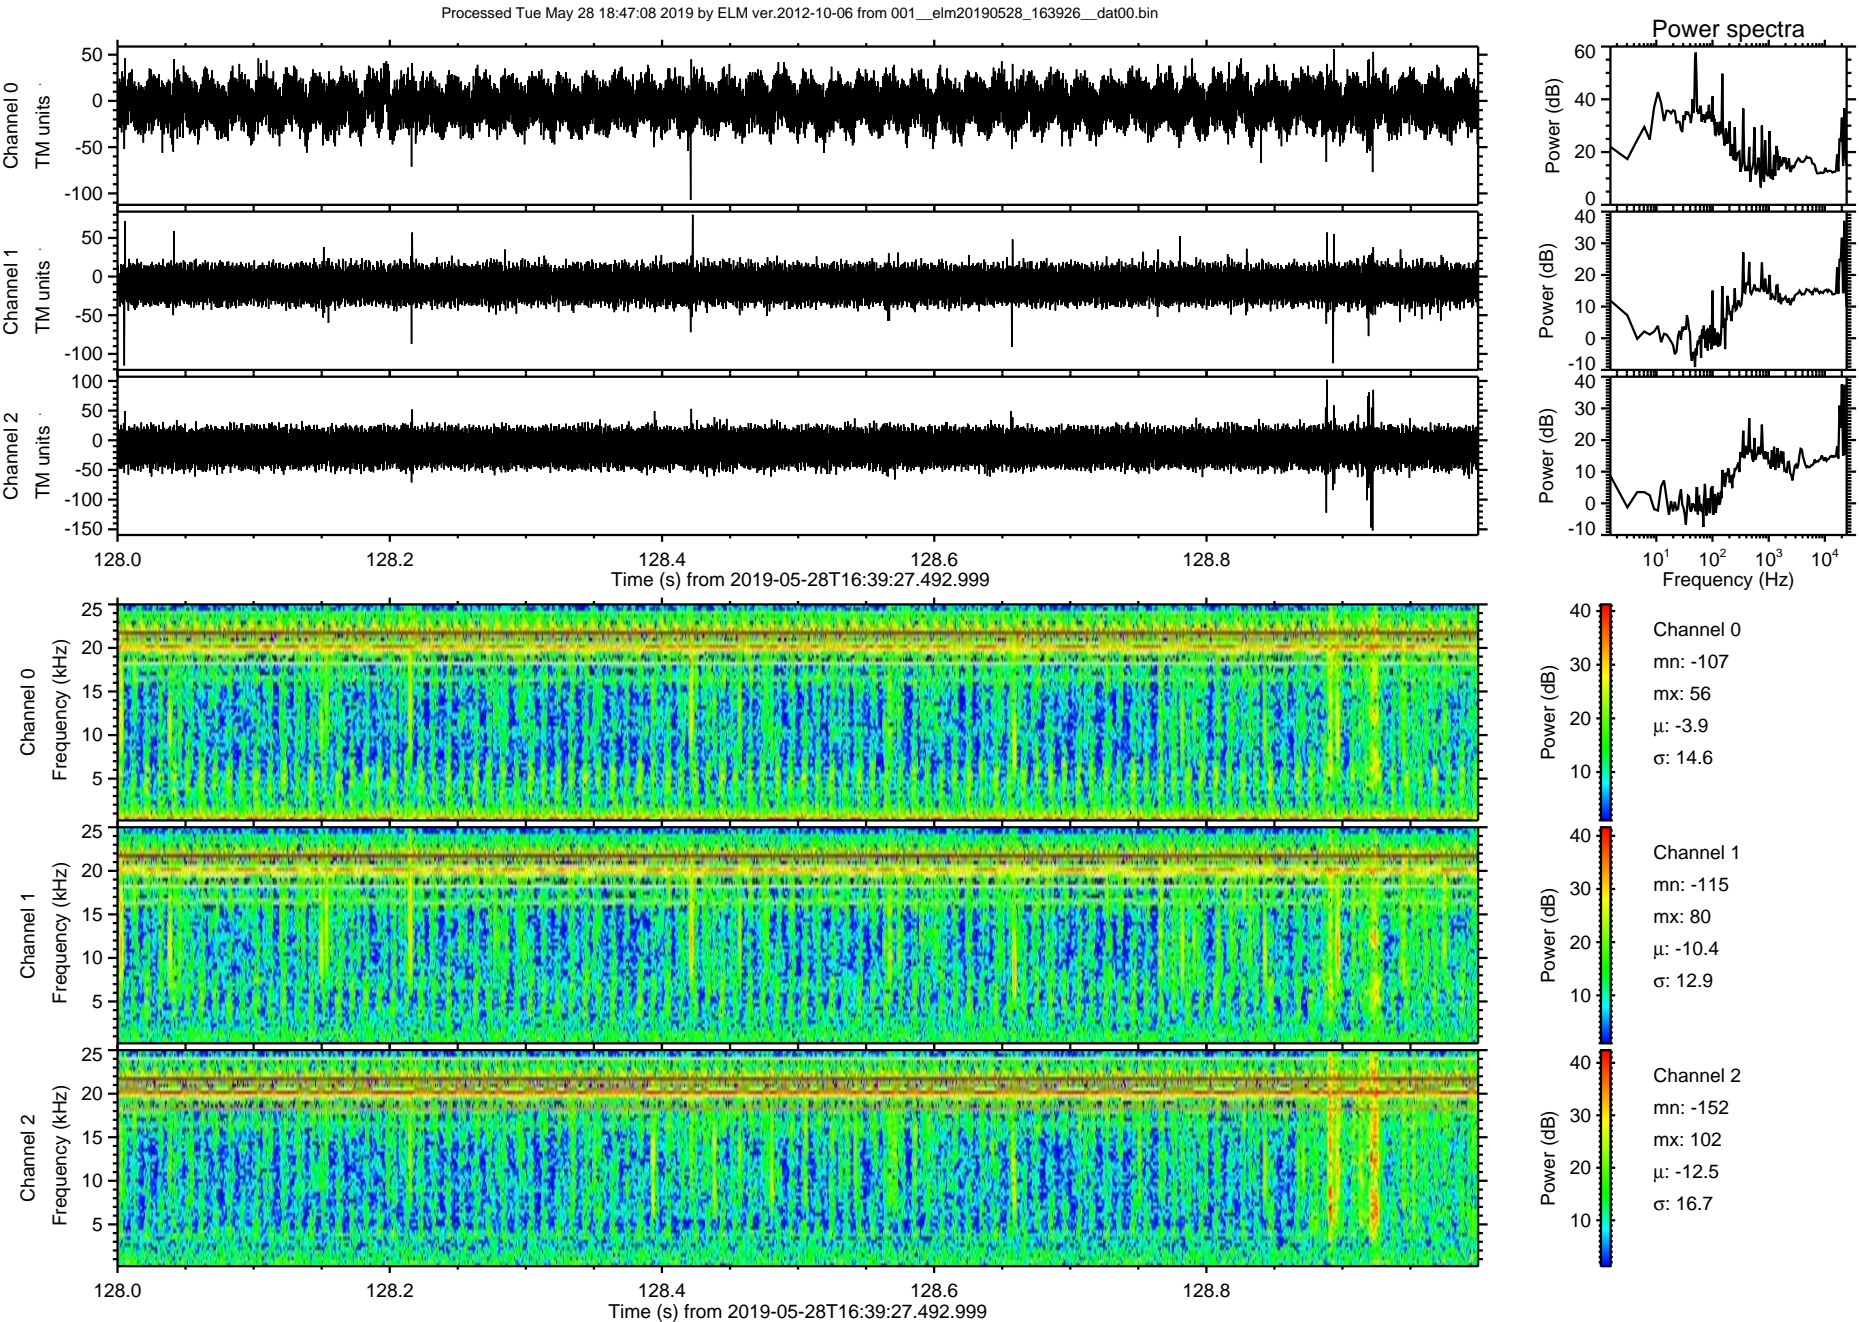 Processed Tue May 28 18:47:08 2019 by ELM ver.2012-10-06 from 001__elm20190528_163926__dat00.bin
Power spectra
Channel 0
TM units
50
0
-50
-100
Power (dB)
60
40
20
0
Channel 1
TM units
50
0
-50
-100
Power (dB)
40
30
20
10
0
-10
Channel 2
TM units
100
50
0
-50
-100
-150
Power (dB)
40
30
20
10
0
-10
128.0 128.2 128.4 128.6 128.8
Time (s) from 2019-05-28T16:39:27.492.999
10^1 10^2 10^3 10^4
Frequency (Hz)
Channel 0
Frequency (kHz)
25
20
15
10
5
Power (dB)
40
30
20
10
Channel 0
mn: -107
mx: 56
μ: -3.9
σ: 14.6
Channel 1
Frequency (kHz)
25
20
15
10
5
Power (dB)
40
30
20
10
Channel 1
mn: -115
mx: 80
μ: -10.4
σ: 12.9
Channel 2
Frequency (kHz)
25
20
15
10
5
Power (dB)
40
30
20
10
Channel 2
mn: -152
mx: 102
μ: -12.5
σ: 16.7
128.0 128.2 128.4 128.6 128.8
Time (s) from 2019-05-28T16:39:27.492.999